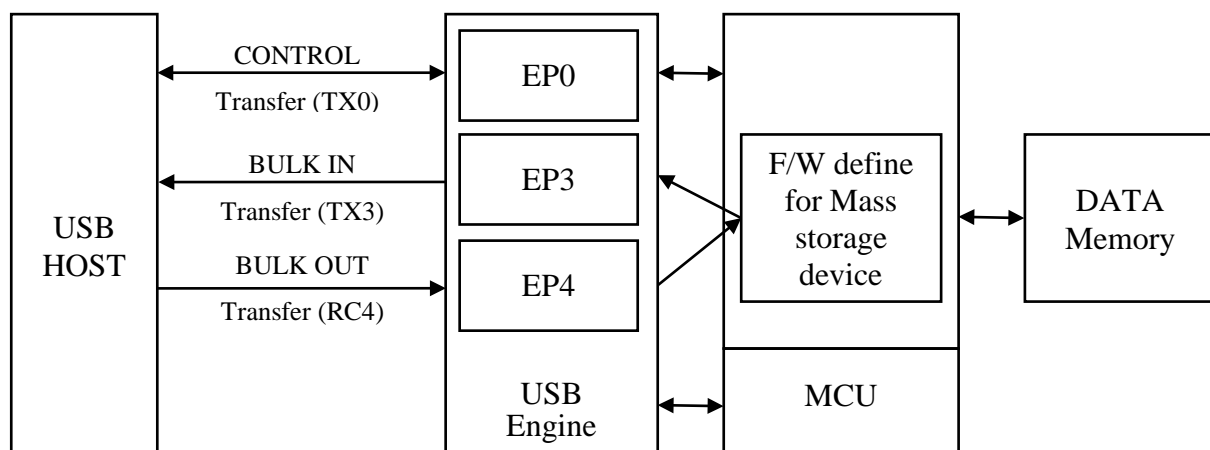 USB
HOST
CONTROL
Transfer (TX0)
BULK IN
Transfer (TX3)
BULK OUT
Transfer (RC4)
EP0
EP3
EP4
USB
Engine
F/W define
for Mass
storage
device
MCU
DATA
Memory